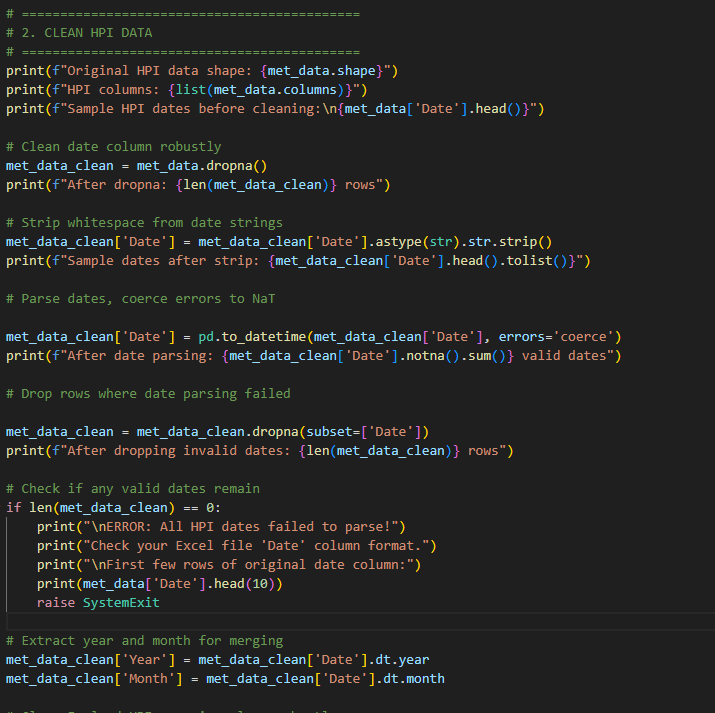 # ============================================
# 2. CLEAN HPI DATA
# ============================================
print(f"Original HPI data shape: {met_data.shape}")
print(f"HPI columns: {list(met_data.columns)}")
print(f"Sample HPI dates before cleaning:\n{met_data['Date'].head()}")
# Clean date column robustly
met_data_clean = met_data.dropna()
print(f"After dropna: {len(met_data_clean)} rows")
# Strip whitespace from date strings
met_data_clean['Date'] = met_data_clean['Date'].astype(str).str.strip()
print(f"Sample dates after strip: {met_data_clean['Date'].head().tolist()}")
# Parse dates, coerce errors to NaT
met_data_clean['Date'] = pd.to_datetime(met_data_clean['Date'], errors='coerce')
print(f"After date parsing: {met_data_clean['Date'].notna().sum()} valid dates")
# Drop rows where date parsing failed
met_data_clean = met_data_clean.dropna(subset=['Date'])
print(f"After dropping invalid dates: {len(met_data_clean)} rows")
# Check if any valid dates remain
if len(met_data_clean) == 0:
    print("\nERROR: All HPI dates failed to parse!")
    print("Check your Excel file 'Date' column format.")
    print("\nFirst few rows of original date column:")
    print(met_data['Date'].head(10))
    raise SystemExit
# Extract year and month for merging
met_data_clean['Year'] = met_data_clean['Date'].dt.year
met_data_clean['Month'] = met_data_clean['Date'].dt.month